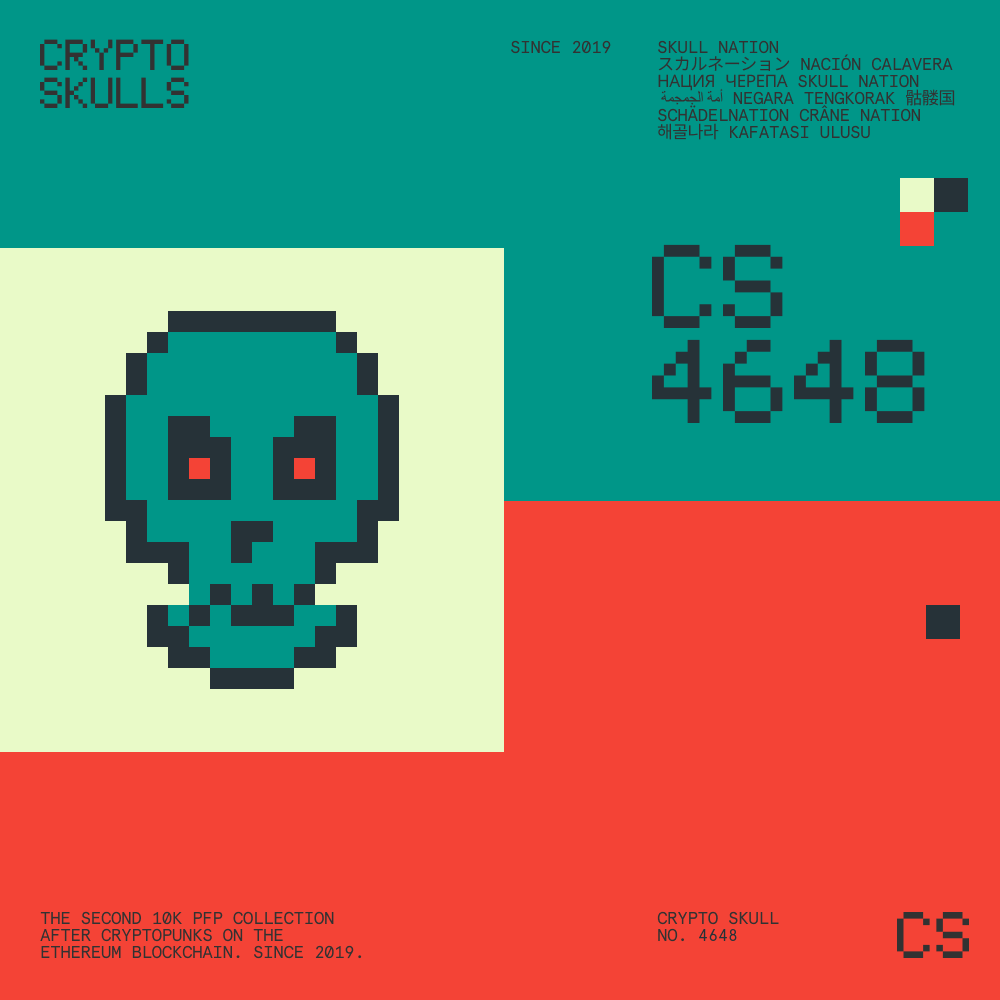 CRYPTO
SKULLS
SINCE 2019
SKULL NATION
スカルネーション NACIÓN CALAVERA
НАЦИЯ ЧЕРЕПА SKULL NATION
أمة الجمجمة NEGARA TENGKORAK 骷髅国
SCHÄDELNATION CRÂNE NATION
해골나라 KAFATASI ULUSU
CS
4648
THE SECOND 10K PFP COLLECTION
AFTER CRYPTOPUNKS ON THE
ETHEREUM BLOCKCHAIN. SINCE 2019.
CRYPTO SKULL
NO. 4648
CS